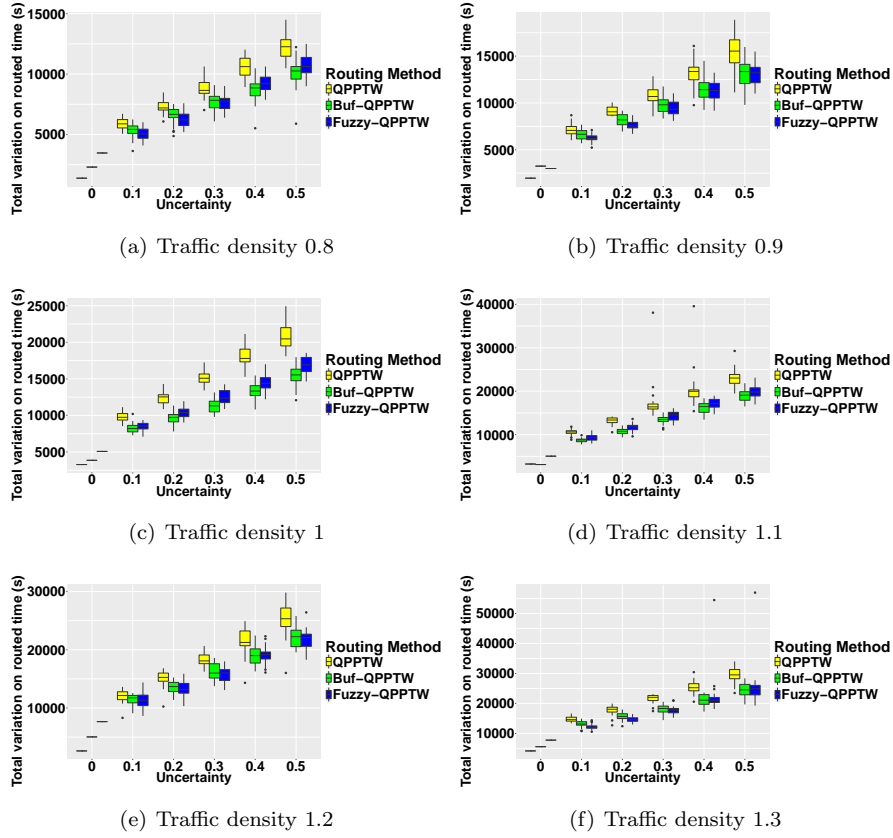 Total variation on routed time (s)
15000
10000
5000
0 0.1 0.2 0.3 0.4 0.5
Uncertainty
Routing Method
QPPTW
Buf-QPPTW
Fuzzy-QPPTW
(a) Traffic density 0.8
Total variation on routed time (s)
15000
10000
5000
0 0.1 0.2 0.3 0.4 0.5
Uncertainty
Routing Method
QPPTW
Buf-QPPTW
Fuzzy-QPPTW
(b) Traffic density 0.9
Total variation on routed time (s)
25000
20000
15000
10000
5000
0 0.1 0.2 0.3 0.4 0.5
Uncertainty
Routing Method
QPPTW
Buf-QPPTW
Fuzzy-QPPTW
(c) Traffic density 1
Total variation on routed time (s)
40000
30000
20000
10000
0 0.1 0.2 0.3 0.4 0.5
Uncertainty
Routing Method
QPPTW
Buf-QPPTW
Fuzzy-QPPTW
(d) Traffic density 1.1
Total variation on routed time (s)
30000
20000
10000
0 0.1 0.2 0.3 0.4 0.5
Uncertainty
Routing Method
QPPTW
Buf-QPPTW
Fuzzy-QPPTW
(e) Traffic density 1.2
Total variation on routed time (s)
50000
40000
30000
20000
10000
0 0.1 0.2 0.3 0.4 0.5
Uncertainty
Routing Method
QPPTW
Buf-QPPTW
Fuzzy-QPPTW
(f) Traffic density 1.3